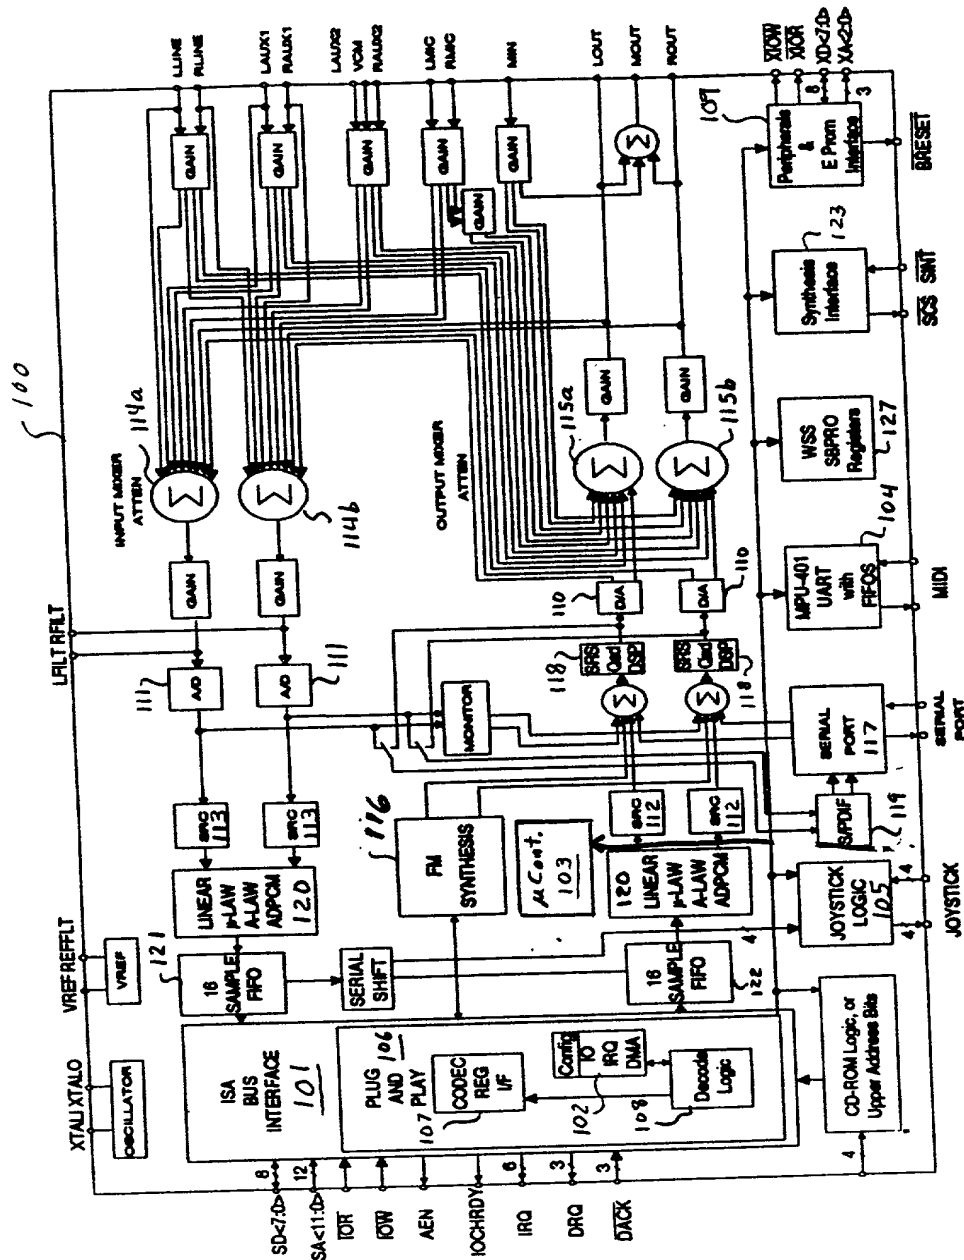 100
XTALI XTALO
VREF REFFLT
LFILT RFILT
OSCILLATOR
VREF
121
16
SAMPLE
FIFO
LINEAR
μ-LAW
A-LAW
ADPCM
120
SRC
113
SRC
113
111
A/D
A/D
111
GAIN
GAIN
INPUT MIXER
ATTEN
114a
Σ
Σ
114b
GAIN
GAIN
GAIN
GAIN
GAIN
GAIN
LLINE
RLINE
LAUX1
RAUX1
LAUX2
VCM
RAUX2
LMIC
RMIC
MIN
LOUT
MOUT
ROUT
Σ
SD<7:0>
8
SA<11:0>
12
IOR
IOW
AEN
IOCHRDY
IRQ
6
DRQ
3
DACK
3
ISA
BUS
INTERFACE
101
PLUG
AND
PLAY
106
107
CODEC
REG
I/F
Config
IO
IRQ
DMA
102
108
Decode
Logic
SERIAL
SHIFT
FM
SYNTHESIS
116
μCont.
103
MONITOR
16
SAMPLE
FIFO
122
120
LINEAR
μ-LAW
A-LAW
ADPCM
SRC
112
SRC
112
Σ
Σ
118
SRS
Qad
DSP
SRS
Qad
DSP
118
110
D/A
D/A
110
OUTPUT MIXER
ATTEN
115a
Σ
Σ
115b
GAIN
GAIN
4
CD-ROM Logic, or
Upper Address Bits
4
JOYSTICK
LOGIC
105
4
4
JOYSTICK
S/PDIF
119
SERIAL
PORT
117
SERIAL
PORT
MPU-401
UART
with
FIFOS
104
MIDI
WSS
SBPRO
Registers
127
Synthesis
Interface
123
SCS
SINT
109
Peripherals
&
E Prom
Interface
BRESET
XIOW
XIOR
XD<7:0>
8
XA<2:0>
3